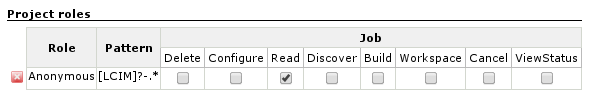 Project roles
Role Pattern Job
Delete Configure Read Discover Build Workspace Cancel ViewStatus
Anonymous [LCIM]?-.*